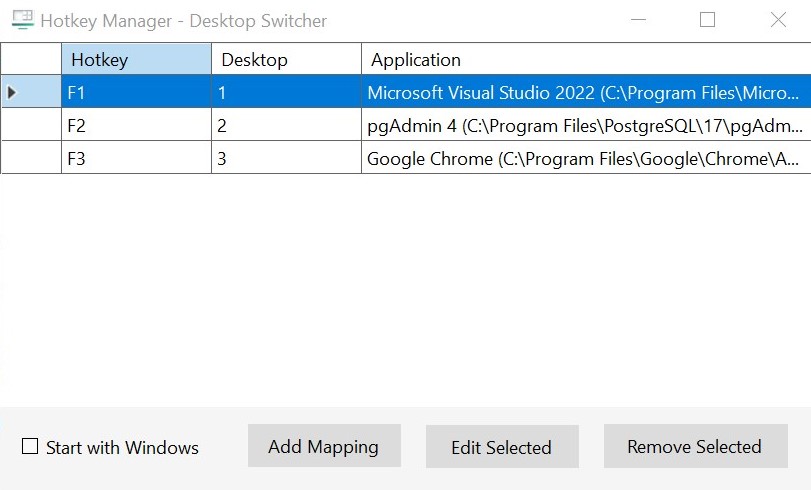 Hotkey Manager - Desktop Switcher
Hotkey Desktop Application
F1 1 Microsoft Visual Studio 2022 (C:\Program Files\Micro...
F2 2 pgAdmin 4 (C:\Program Files\PostgreSQL\17\pgAdm...
F3 3 Google Chrome (C:\Program Files\Google\Chrome\A...
Start with Windows Add Mapping Edit Selected Remove Selected